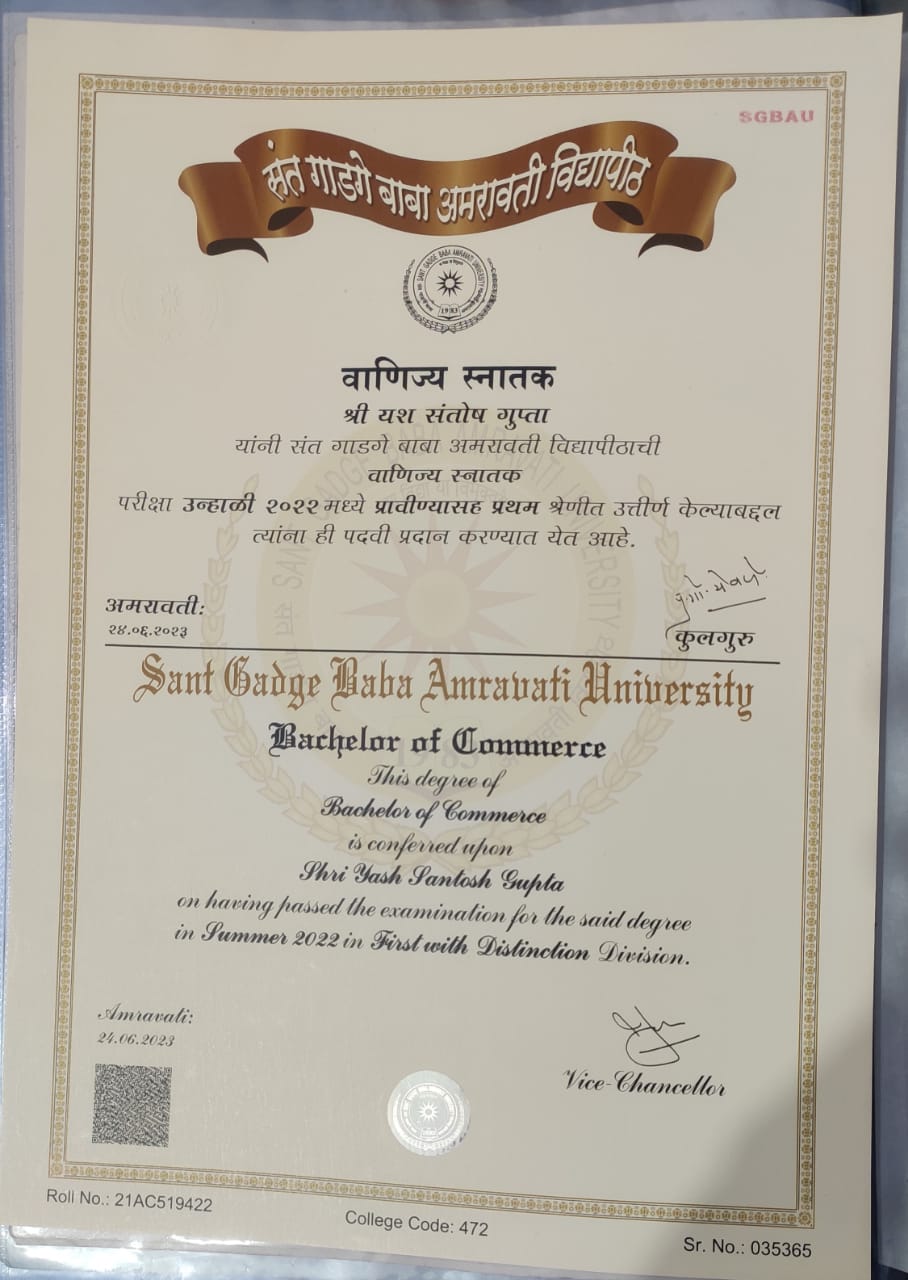 SGBAU
संत गाडगे बाबा अमरावती विद्यापीठ
SANT GADGE BABA AMRAVATI UNIVERSITY
1983
वाणिज्य स्नातक
श्री यश संतोष गुप्ता
यांनी संत गाडगे बाबा अमरावती विद्यापीठाची
वाणिज्य स्नातक
परीक्षा उन्हाळी २०२२ मध्ये प्रावीण्यासह प्रथम श्रेणीत उत्तीर्ण केल्याबद्दल
त्यांना ही पदवी प्रदान करण्यात येत आहे.
अमरावती:
२४.०६.२०२३
कुलगुरु
Sant Gadge Baba Amravati University
Bachelor of Commerce
This degree of
Bachelor of Commerce
is conferred upon
Shri Yash Santosh Gupta
on having passed the examination for the said degree
in Summer 2022 in First with Distinction Division.
Amravati:
24.06.2023
Vice-Chancellor
Roll No.: 21AC519422
College Code: 472
Sr. No.: 035365